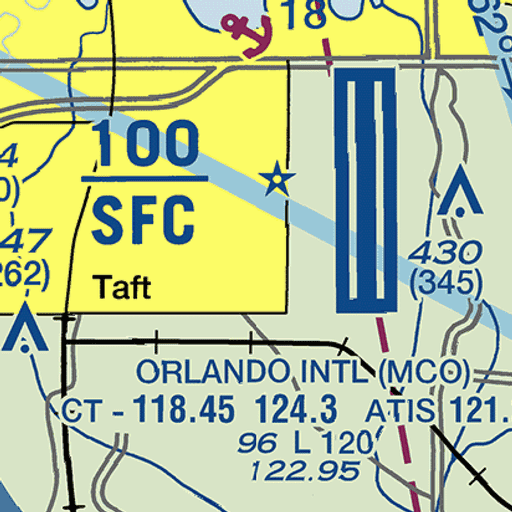 18
62°
100
SFC
47
262)
Taft
430
(345)
ORLANDO INTL (MCO)
CT - 118.45 124.3 ATIS 121.
96 L 120
122.95